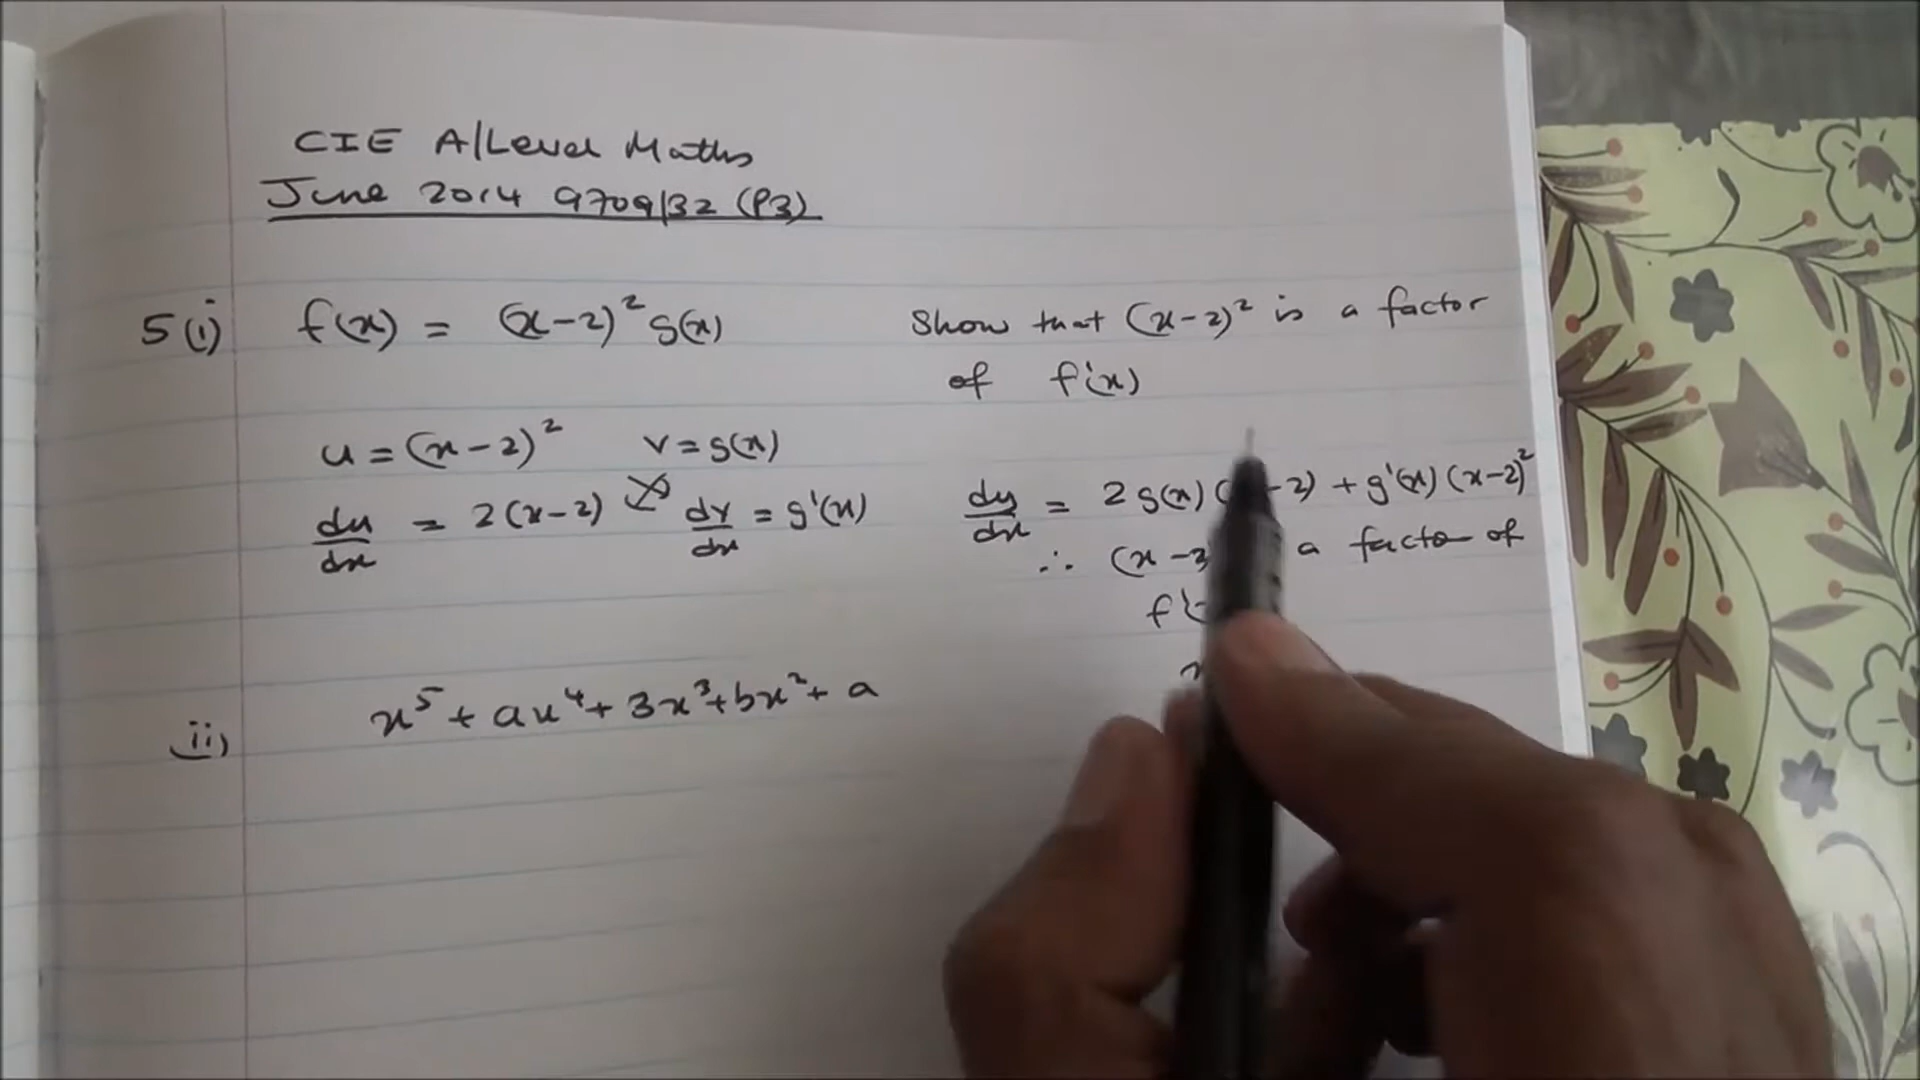 CIE A/Level Maths
June 2014 9709/32 (P3)
5(i) f(x) = (x-2)² g(x)
Show that (x-2)² is a factor
of f'(x)
u = (x-2)² v = g(x)
du/dx = 2(x-2) dv/dx = g'(x)
dy/dx = 2g(x)( -2) + g'(x)(x-2)²
∴ (x- a factor of
f'(
ii) x⁵ + ax⁴ + 3x³ + bx² + a